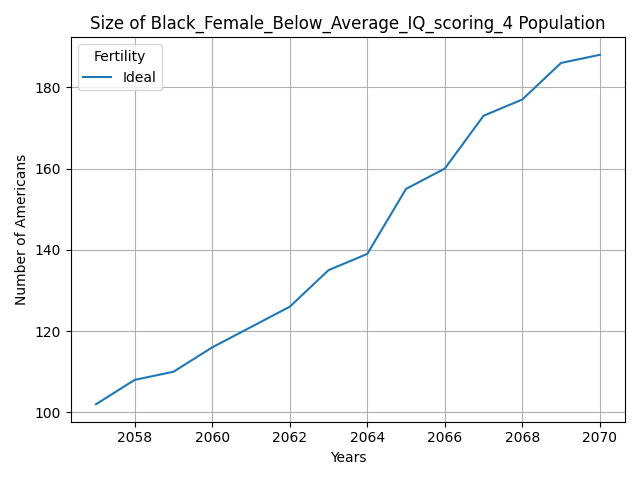 Size of Black_Female_Below_Average_IQ_scoring_4 Population
Fertility
Ideal
Number of Americans
180
160
140
120
100
2058 2060 2062 2064 2066 2068 2070
Years